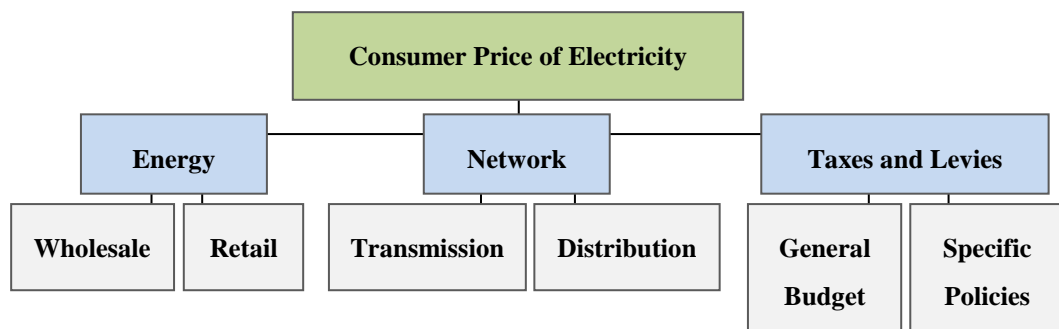 Consumer Price of Electricity
Energy
Network
Taxes and Levies
Wholesale
Retail
Transmission
Distribution
General
Budget
Specific
Policies